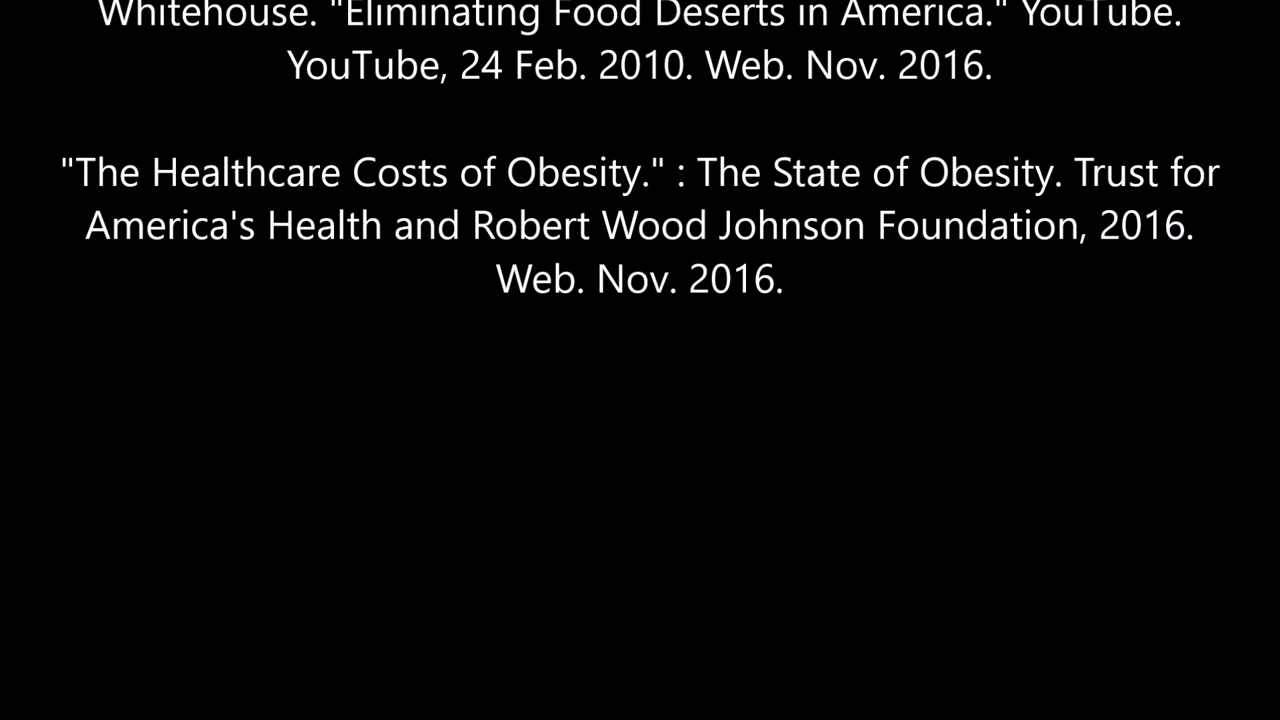 Whitehouse. "Eliminating Food Deserts in America." YouTube.
YouTube, 24 Feb. 2010. Web. Nov. 2016.
"The Healthcare Costs of Obesity." : The State of Obesity. Trust for
America's Health and Robert Wood Johnson Foundation, 2016.
Web. Nov. 2016.